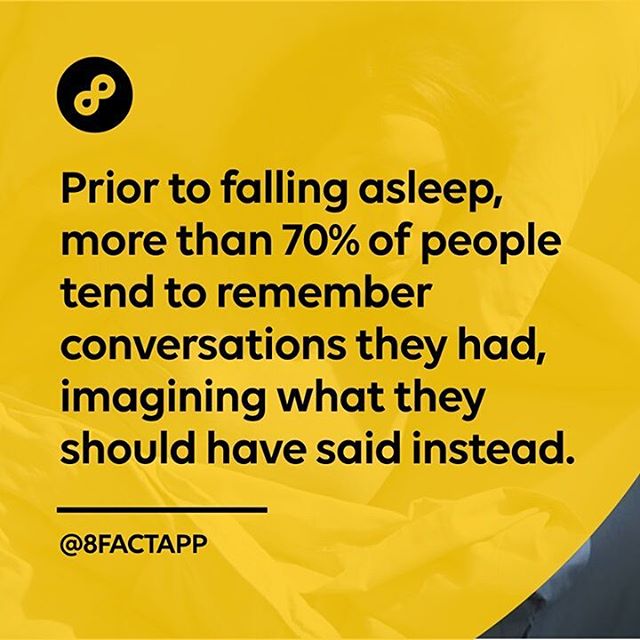 Prior to falling asleep,
more than 70% of people
tend to remember
conversations they had,
imagining what they
should have said instead.
@8FACTAPP